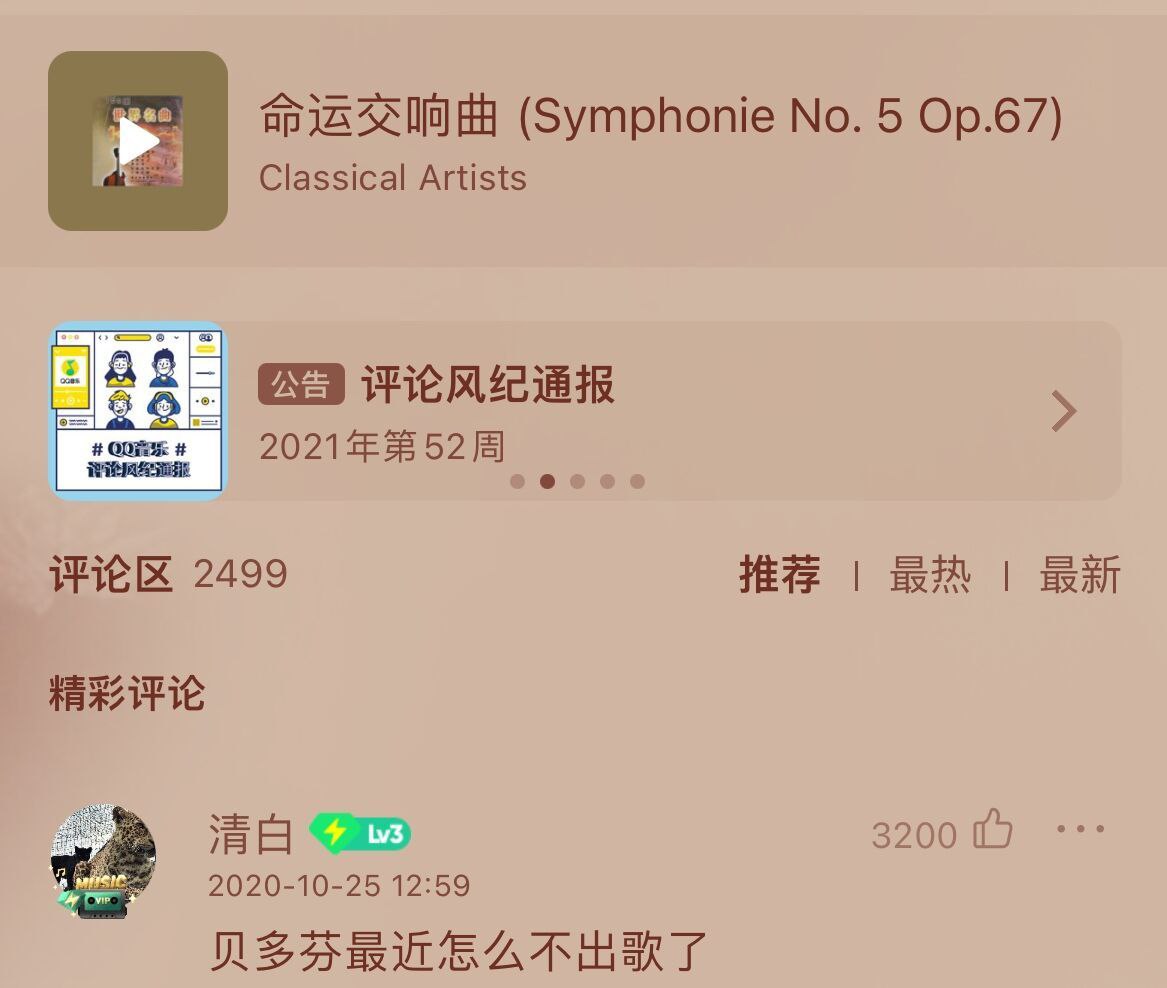 世界名曲
命运交响曲 (Symphonie No. 5 Op.67)
Classical Artists
QQ音乐
# QQ音乐 #
评论风纪通报
公告 评论风纪通报
2021年第52周
评论区 2499 推荐 | 最热 | 最新
精彩评论
清白 Lv3 3200
2020-10-25 12:59
MUSIC
VIP
贝多芬最近怎么不出歌了